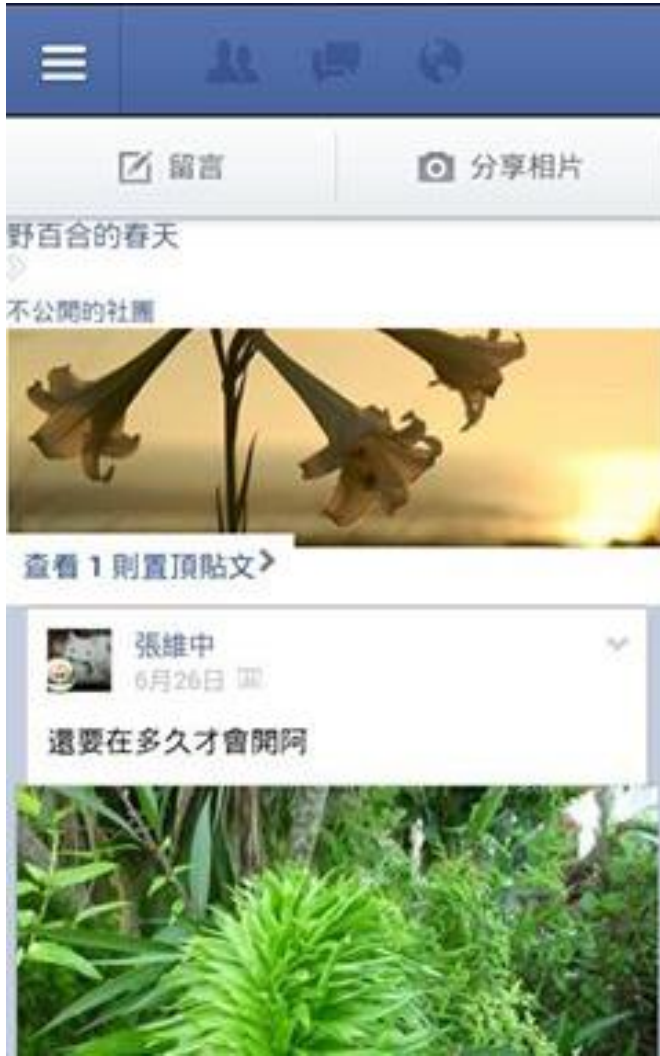 留言
分享相片
野百合的春天
不公開的社團
查看 1 則置頂貼文
張維中
6月26日
還要在多久才會開阿